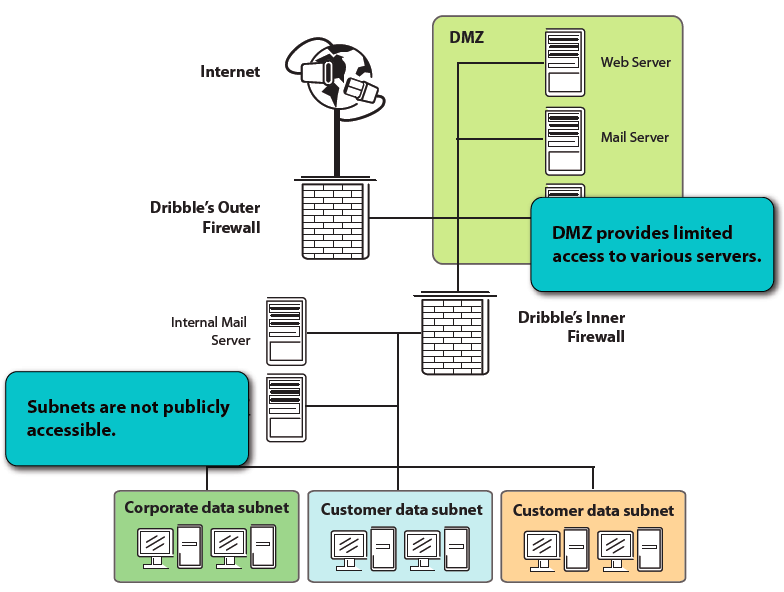 DMZ
Internet
Web Server
Mail Server
Dribble's Outer
Firewall
DMZ provides limited
access to various servers.
Internal Mail
Server
Dribble's Inner
Firewall
Subnets are not publicly
accessible.
Corporate data subnet
Customer data subnet
Customer data subnet